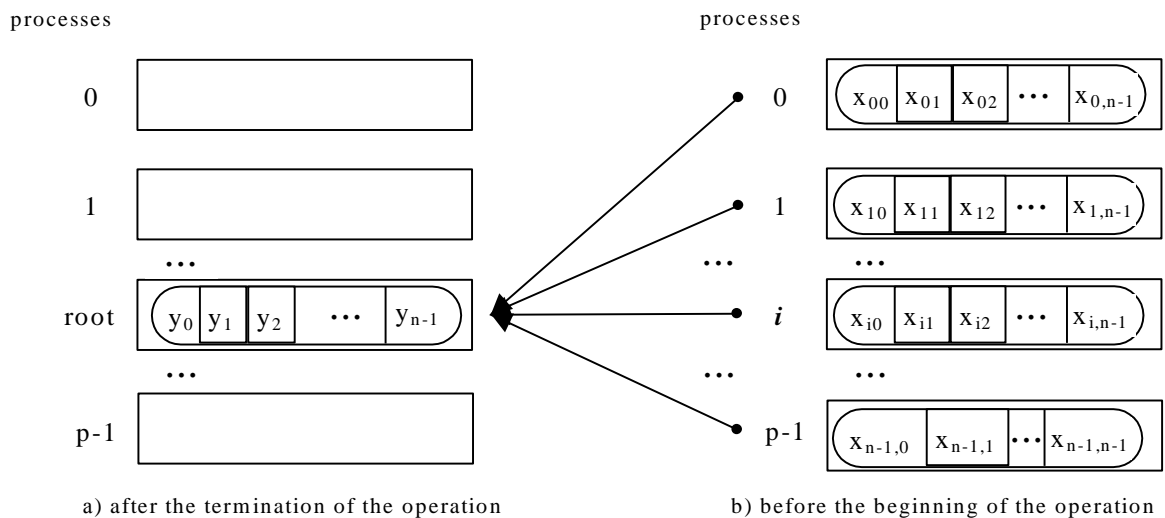 processes processes
0 0 x00 x01 x02 ••• x0,n-1
1 1 x10 x11 x12 ••• x1,n-1
••• ••• •••
root y0 y1 y2 ••• yn-1 i xi0 xi1 xi2 ••• xi,n-1
••• ••• •••
p-1 p-1 xn-1,0 xn-1,1 ••• xn-1,n-1
a) after the termination of the operation b) before the beginning of the operation